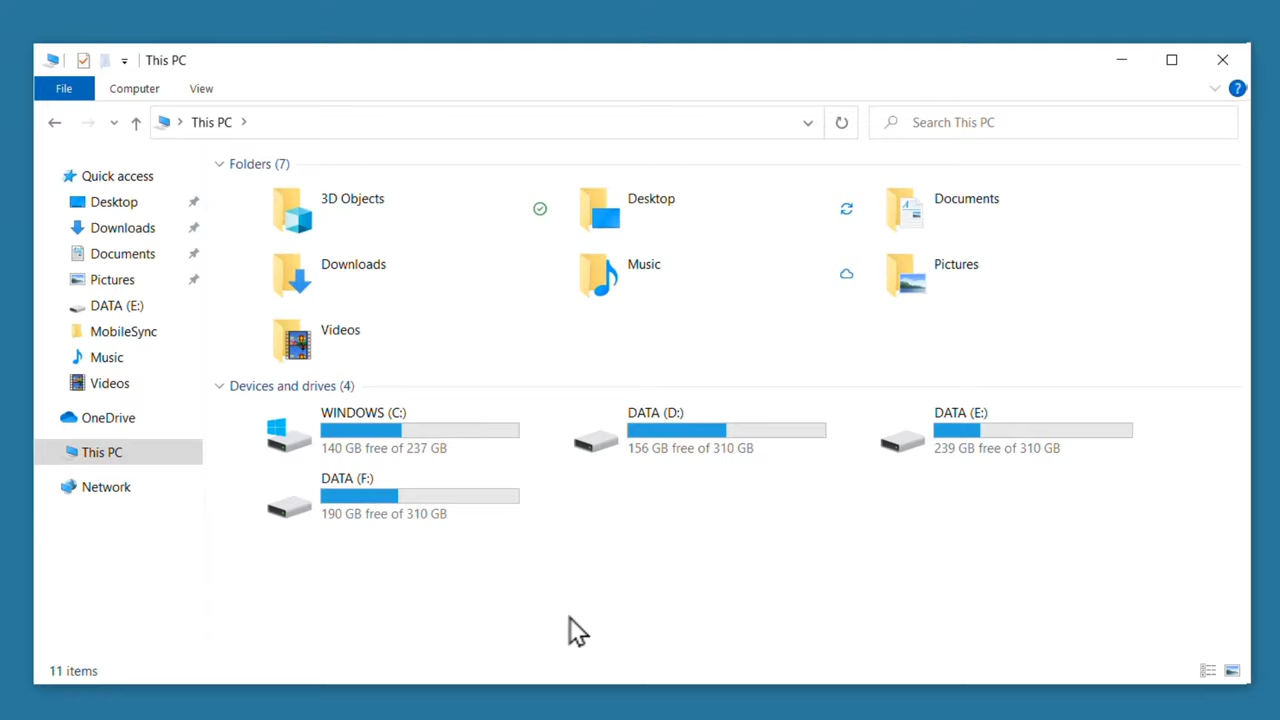 This PC
File Computer View ?
This PC
Search This PC
Quick access
Desktop
Downloads
Documents
Pictures
DATA (E:)
MobileSync
Music
Videos
OneDrive
This PC
Network
Folders (7)
3D Objects
Desktop
Documents
Downloads
Music
Pictures
Videos
Devices and drives (4)
WINDOWS (C:)
140 GB free of 237 GB
DATA (D:)
156 GB free of 310 GB
DATA (E:)
239 GB free of 310 GB
DATA (F:)
190 GB free of 310 GB
11 items